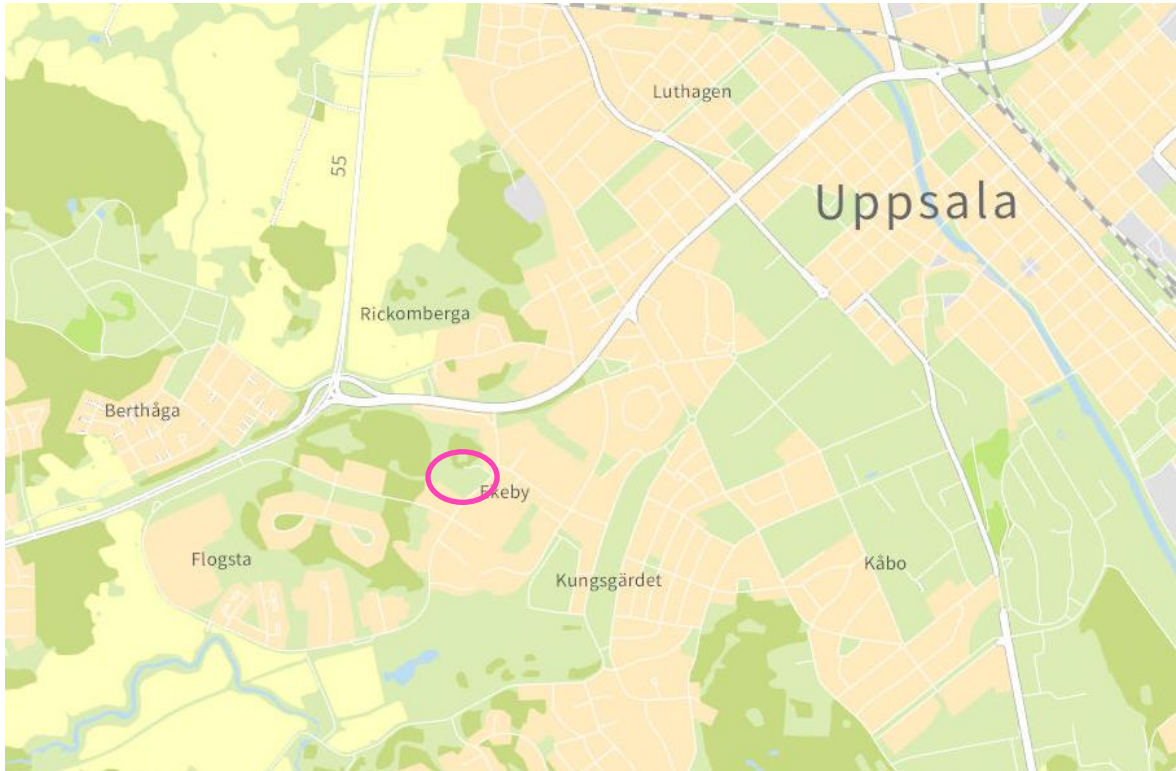 Luthagen
55
Uppsala
Rickomberga
Berthåga
Ekeby
Flogsta
Kungsgärdet
Kåbo